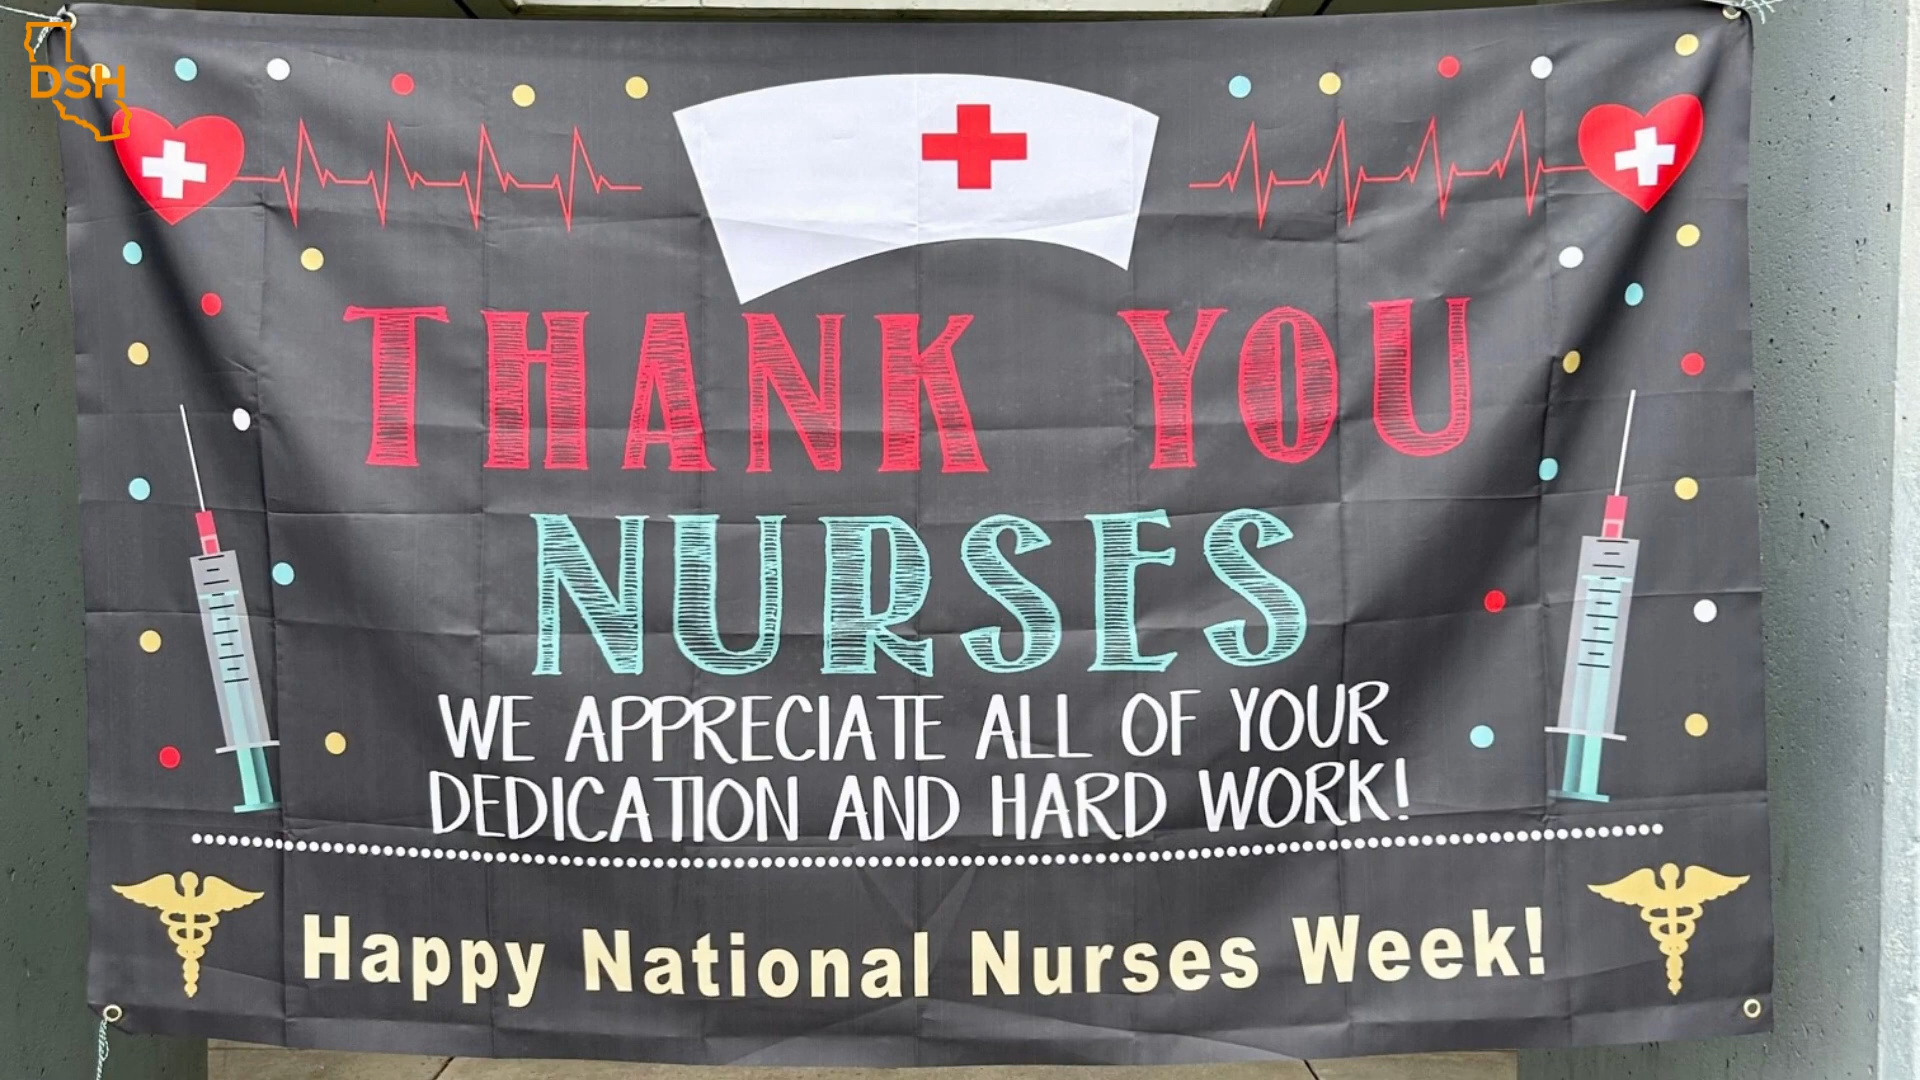 DSH
THANK YOU
NURSES
WE APPRECIATE ALL OF YOUR
DEDICATION AND HARD WORK!
Happy National Nurses Week!